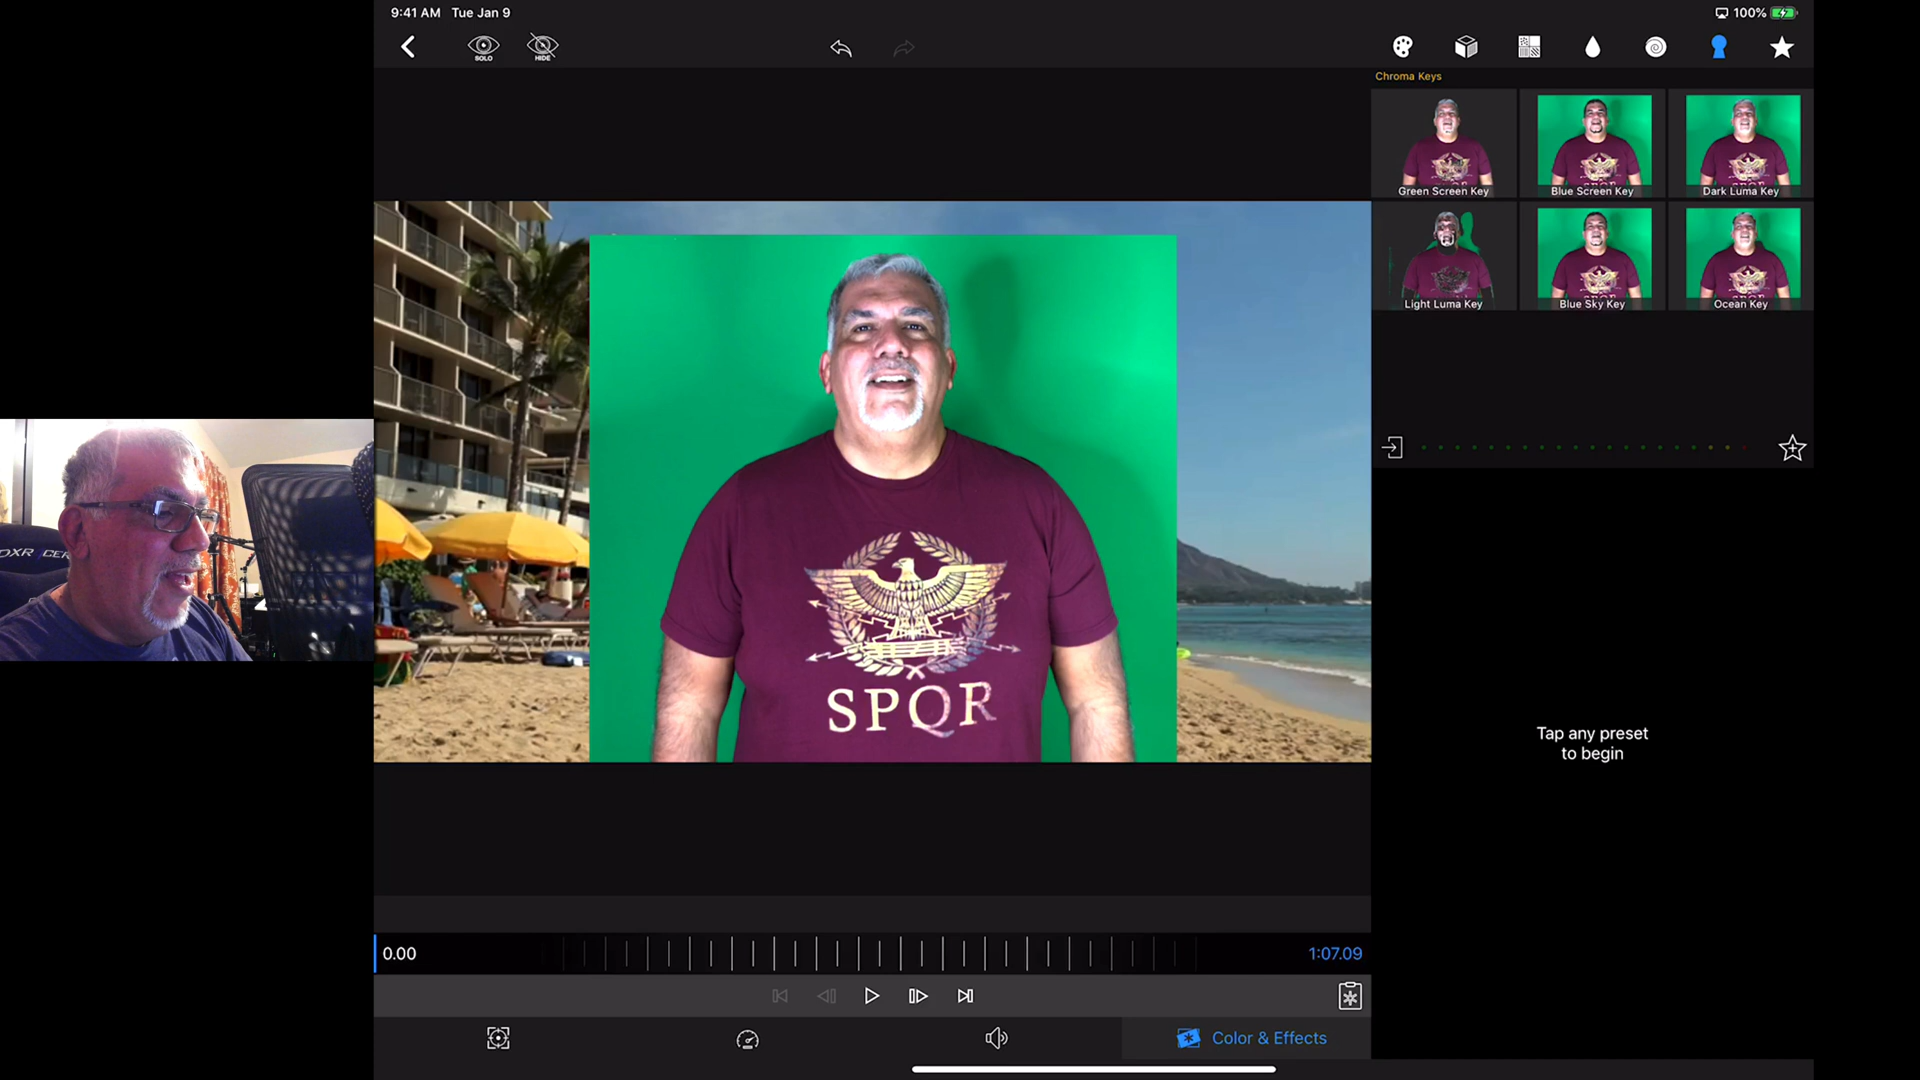 9:41 AM Tue Jan 9
100%
SOLO
HIDE
Chroma Keys
Green Screen Key
Blue Screen Key
Dark Luma Key
Light Luma Key
Blue Sky Key
Ocean Key
SPQR
DXR
CER
Tap any preset
to begin
0.00
1:07.09
Color & Effects